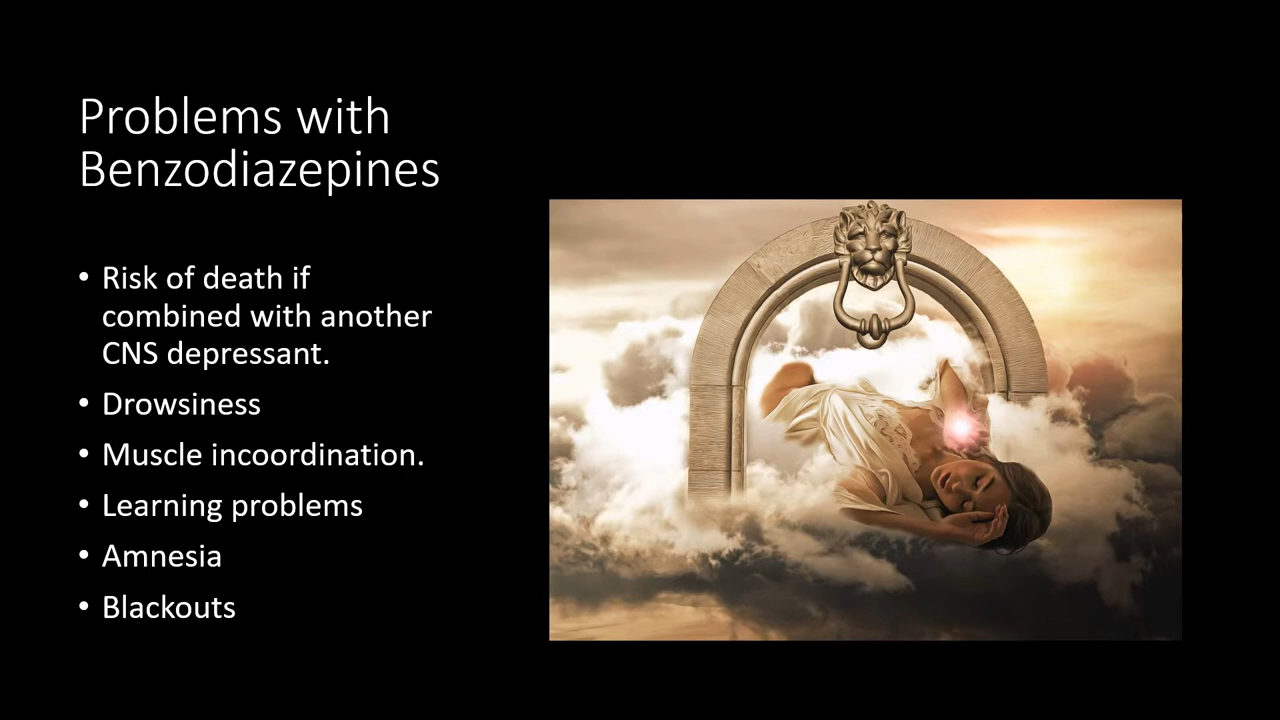 Problems with
Benzodiazepines
• Risk of death if
combined with another
CNS depressant.
• Drowsiness
• Muscle incoordination.
• Learning problems
• Amnesia
• Blackouts